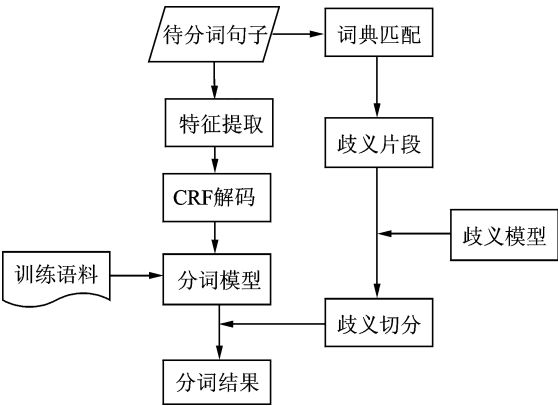 待分词句子
词典匹配
特征提取
歧义片段
CRF解码
歧义模型
训练语料
分词模型
歧义切分
分词结果